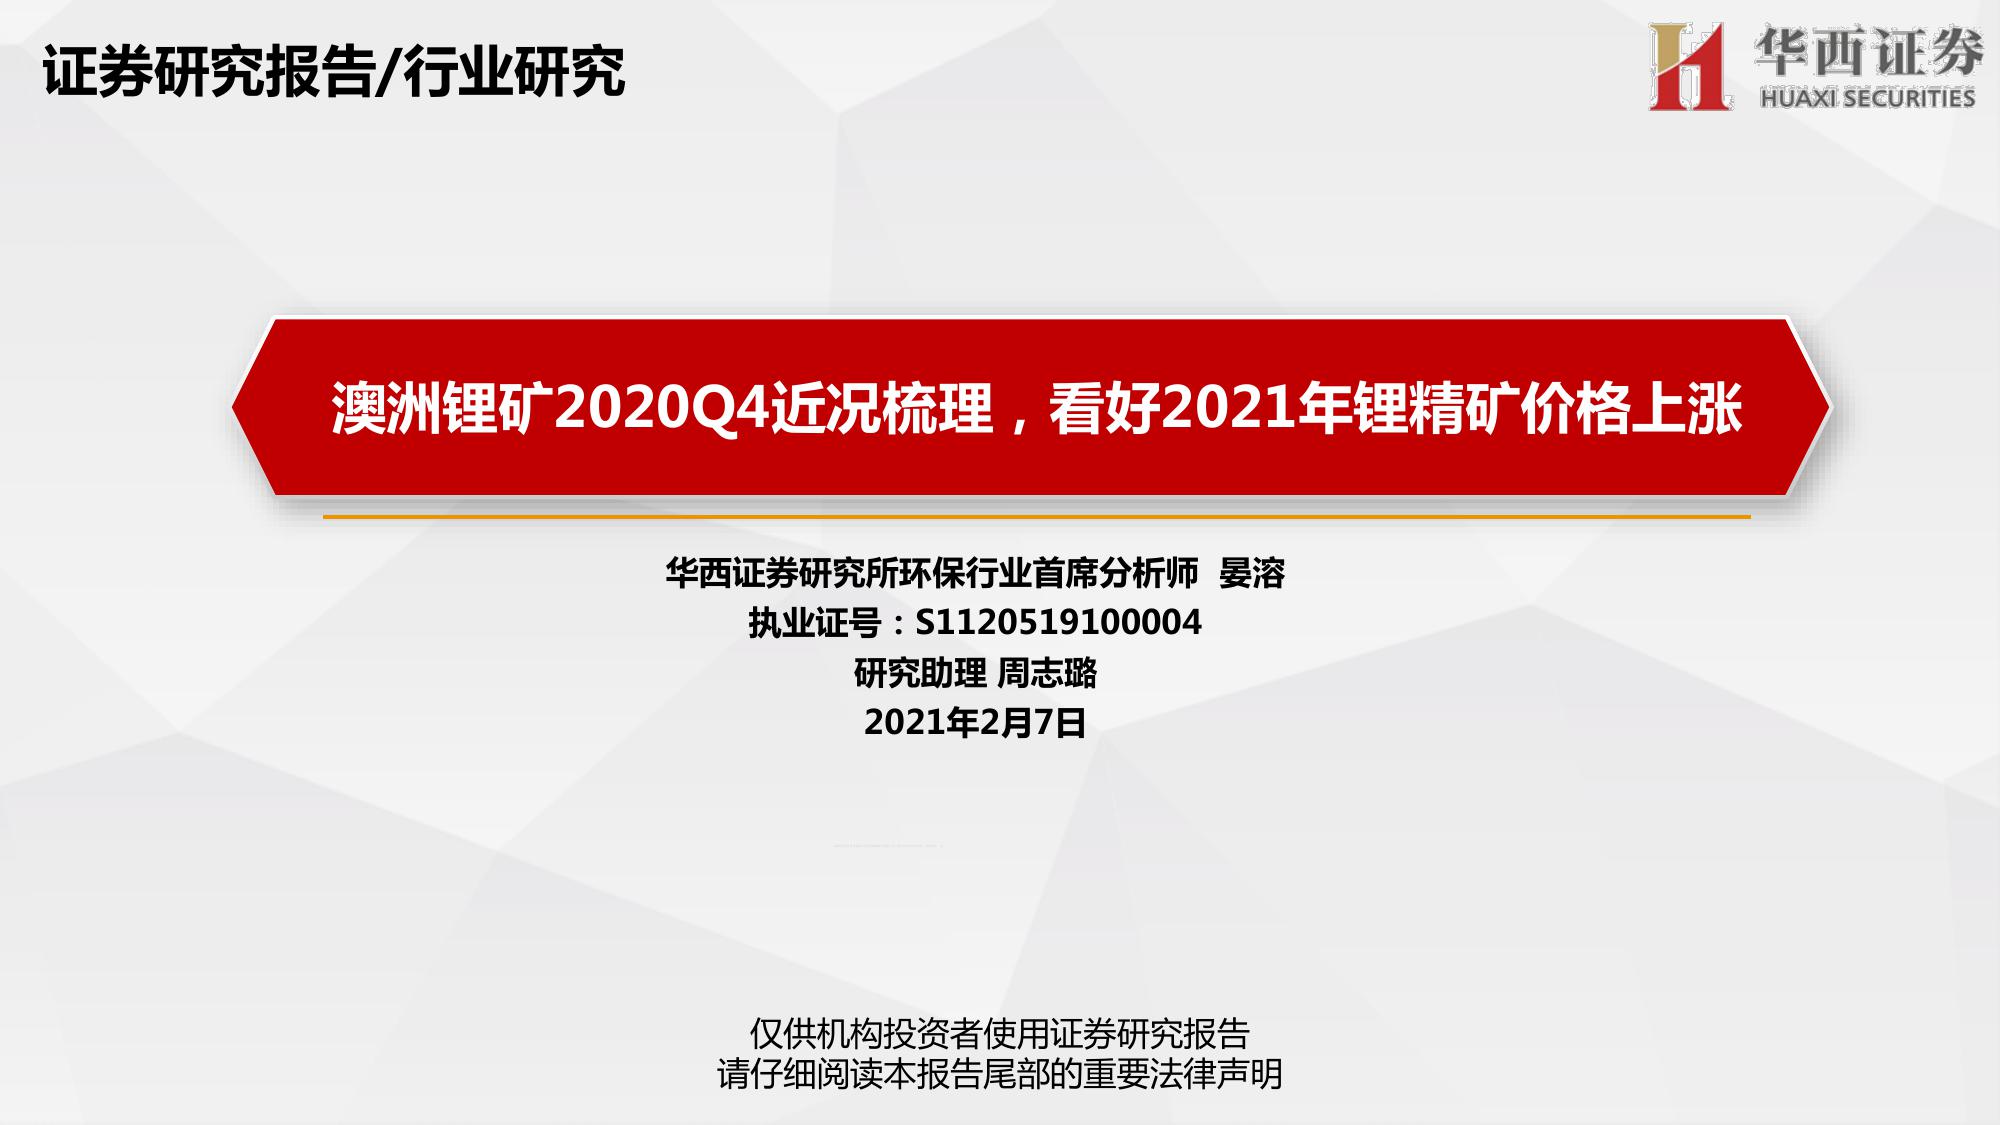 证券研究报告/行业研究
华西证券
HUAXI SECURITIES
澳洲锂矿2020Q4近况梳理，看好2021年锂精矿价格上涨
华西证券研究所环保行业首席分析师 晏溶
执业证号：S1120519100004
研究助理 周志璐
2021年2月7日
仅供机构投资者使用证券研究报告
请仔细阅读本报告尾部的重要法律声明